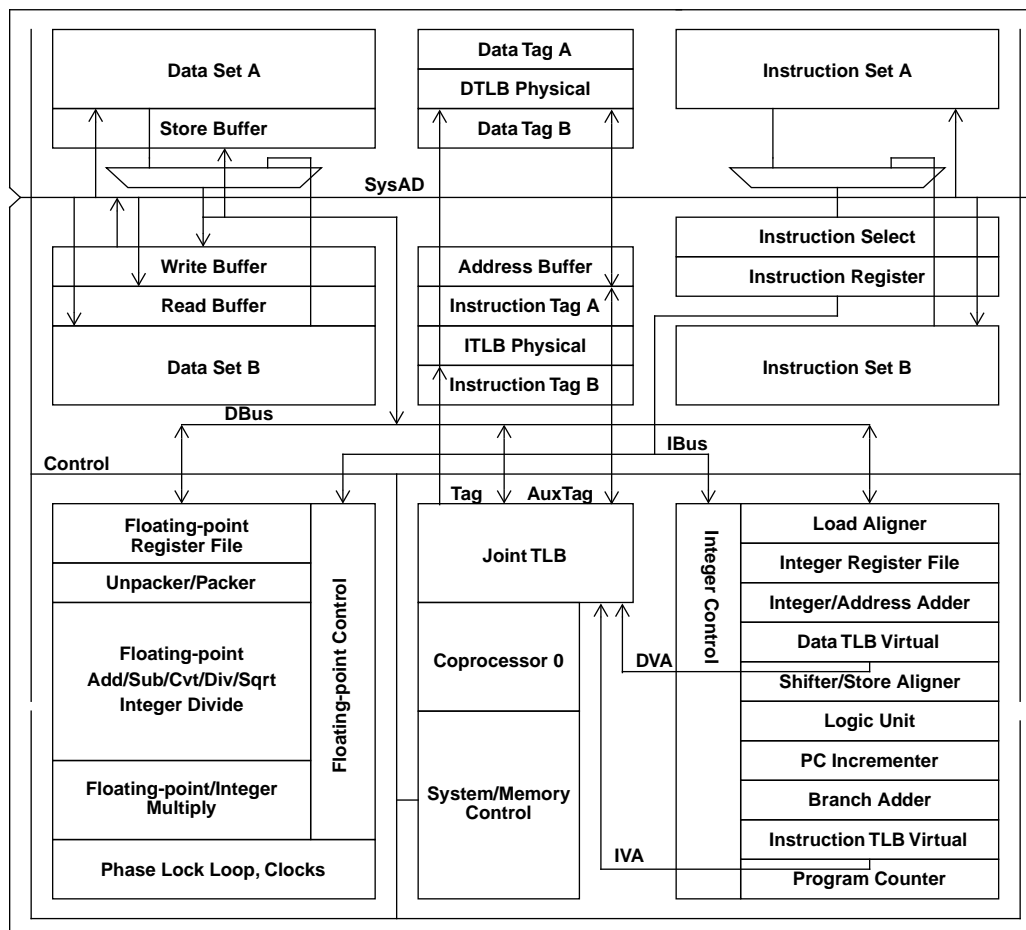 Data Set A
Store Buffer
Data Tag A
DTLB Physical
Data Tag B
Instruction Set A
SysAD
Write Buffer
Read Buffer
Data Set B
Address Buffer
Instruction Tag A
ITLB Physical
Instruction Tag B
Instruction Select
Instruction Register
Instruction Set B
DBus
IBus
Control
Tag
AuxTag
Floating-point
Register File
Unpacker/Packer
Floating-point
Add/Sub/Cvt/Div/Sqrt
Integer Divide
Floating-point/Integer
Multiply
Floating-point Control
Phase Lock Loop, Clocks
Joint TLB
Coprocessor 0
System/Memory
Control
DVA
IVA
Integer Control
Load Aligner
Integer Register File
Integer/Address Adder
Data TLB Virtual
Shifter/Store Aligner
Logic Unit
PC Incrementer
Branch Adder
Instruction TLB Virtual
Program Counter